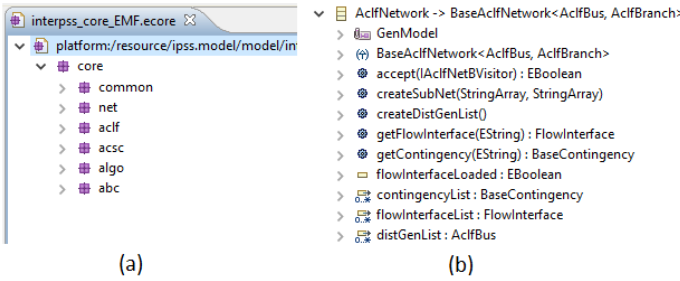 interpss_core_EMF.ecore
platform:/resource/ipss.model/model/in
core
common
net
aclf
acsc
algo
abc
(a)
AclfNetwork -> BaseAclfNetwork<AclfBus, AclfBranch>
GenModel
BaseAclfNetwork<AclfBus, AclfBranch>
accept(IAclfNetBVisitor) : EBoolean
createSubNet(StringArray, StringArray)
createDistGenList()
getFlowInterface(EString) : FlowInterface
getContingency(EString) : BaseContingency
flowInterfaceLoaded : EBoolean
contingencyList : BaseContingency
flowInterfaceList : FlowInterface
distGenList : AclfBus
(b)